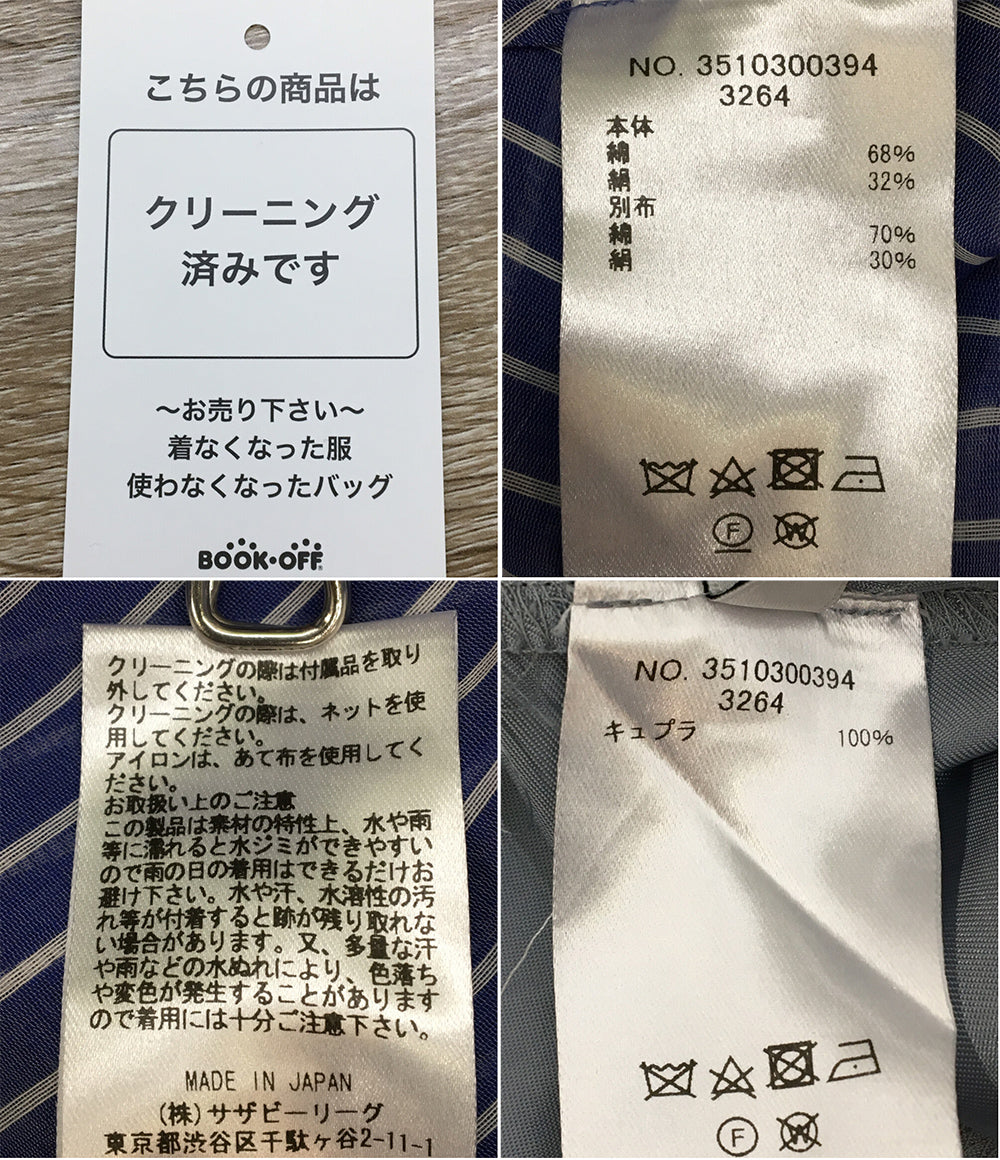 こちらの商品は
クリーニング
済みです
～お売り下さい～
着なくなった服
使わなくなったバッグ
BOOK・OFF
NO. 3510300394
3264
本体
綿 68%
絹 32%
別布
綿 70%
絹 30%
F
W
クリーニングの際は付属品を取り
外してください。
クリーニングの際は、ネットを使
用してください。
アイロンは、あて布を使用してく
ださい。
お取扱い上のご注意
この製品は素材の特性上、水や雨
等に濡れると水ジミができやすい
ので雨の日の着用はできるだけお
避け下さい。水や汗、水溶性の汚
れ等が付着すると跡が残り取れな
い場合があります。又、多量な汗
や雨などの水ぬれにより、色落ち
や変色が発生することがあります
ので着用には十分ご注意下さい。
MADE IN JAPAN
(株)サザビーリーグ
東京都渋谷区千駄ヶ谷2-11-1
NO. 3510300394
3264
キュプラ 100%
F
W